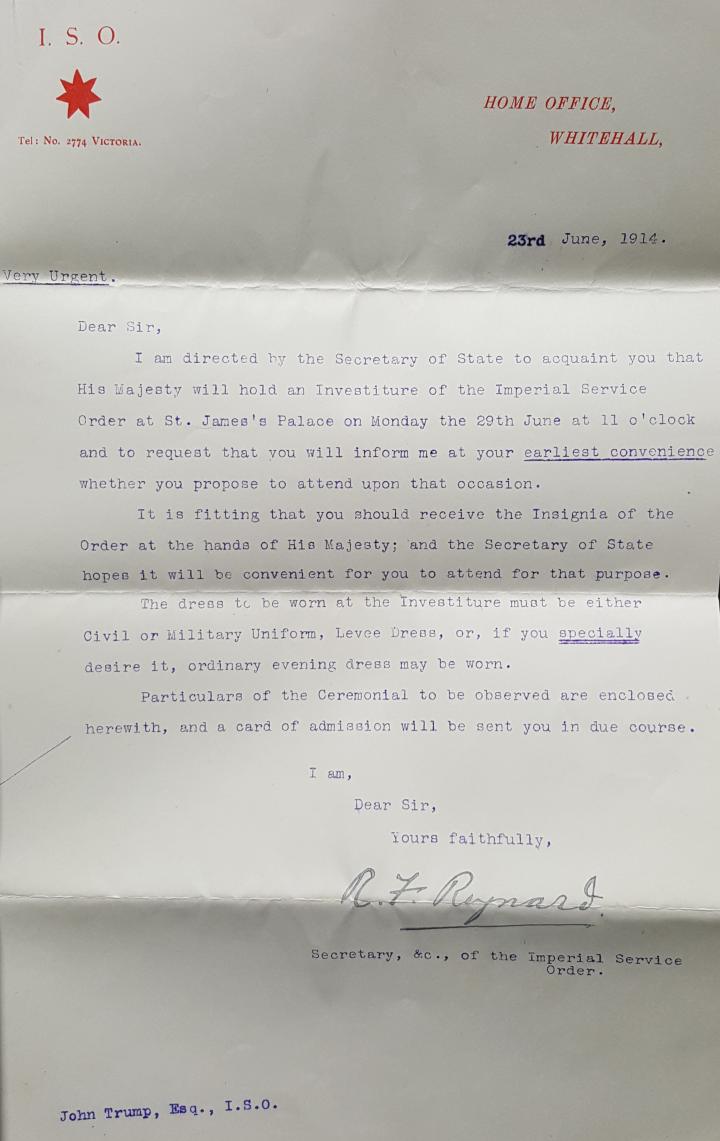 I. S. O.
Tel: No. 2774 VICTORIA.
HOME OFFICE,
WHITEHALL,
23rd June, 1914.
Very Urgent.
Dear Sir,
I am directed by the Secretary of State to acquaint you that
His Majesty will hold an Investiture of the Imperial Service
Order at St. James's Palace on Monday the 29th June at 11 o'clock
and to request that you will inform me at your earliest convenience
whether you propose to attend upon that occasion.
It is fitting that you should receive the Insignia of the
Order at the hands of His Majesty; and the Secretary of State
hopes it will be convenient for you to attend for that purpose.
The dress to be worn at the Investiture must be either
Civil or Military Uniform, Levee Dress, or, if you specially
desire it, ordinary evening dress may be worn.
Particulars of the Ceremonial to be observed are enclosed
herewith, and a card of admission will be sent you in due course.
I am,
Dear Sir,
Yours faithfully,
R. F. Reynard.
Secretary, &c., of the Imperial Service
Order.
John Trump, Esq., I.S.O.